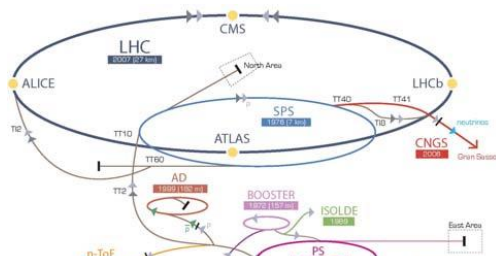 CMS
LHC
2007 (27 km)
North Area
ALICE
LHCb
TT40
TT41
SPS
1976 (7 km)
TI8
TI2
TT10
ATLAS
neutrinos
CNGS
2006
Gran Sasso
TT60
AD
1999 (182 m)
TT2
BOOSTER
1972 (157 m)
ISOLDE
1989
East Area
n-ToF
PS